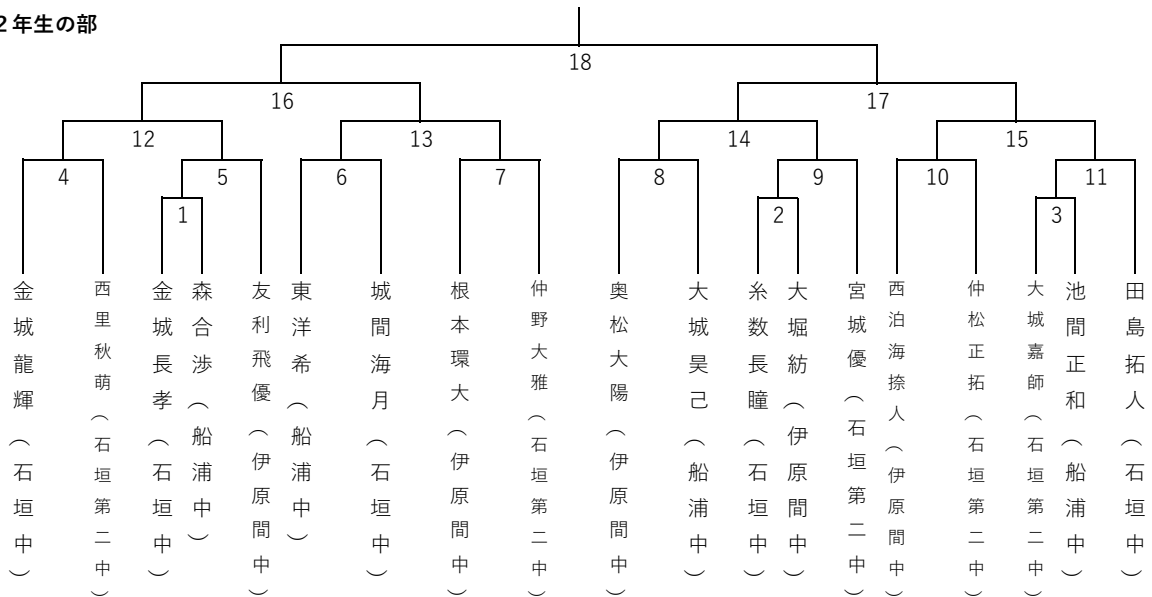 ２年生の部
18
16
17
12
13
14
15
4
5
6
7
8
9
10
11
1
2
3
金城龍輝（石垣中）
西里秋萌（石垣第二中）
金城長孝（石垣中）
森合渉（船浦中）
友利飛優（伊原間中）
東洋希（船浦中）
城間海月（石垣中）
根本環大（伊原間中）
仲野大雅（石垣第二中）
奥松大陽（伊原間中）
大城昊己（船浦中）
糸数長瞳（石垣中）
大堀紡（伊原間中）
宮城優（石垣第二中）
西泊海捺人（伊原間中）
仲松正拓（石垣第二中）
大城嘉師（石垣第二中）
池間正和（船浦中）
田島拓人（石垣中）